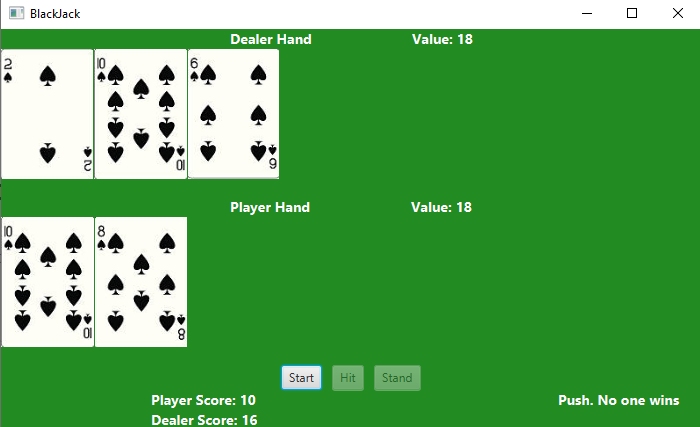 BlackJack
Dealer Hand Value: 18
2 10 6
2 10 6
Player Hand Value: 18
10 8
10 8
Start Hit Stand
Player Score: 10 Push. No one wins
Dealer Score: 16